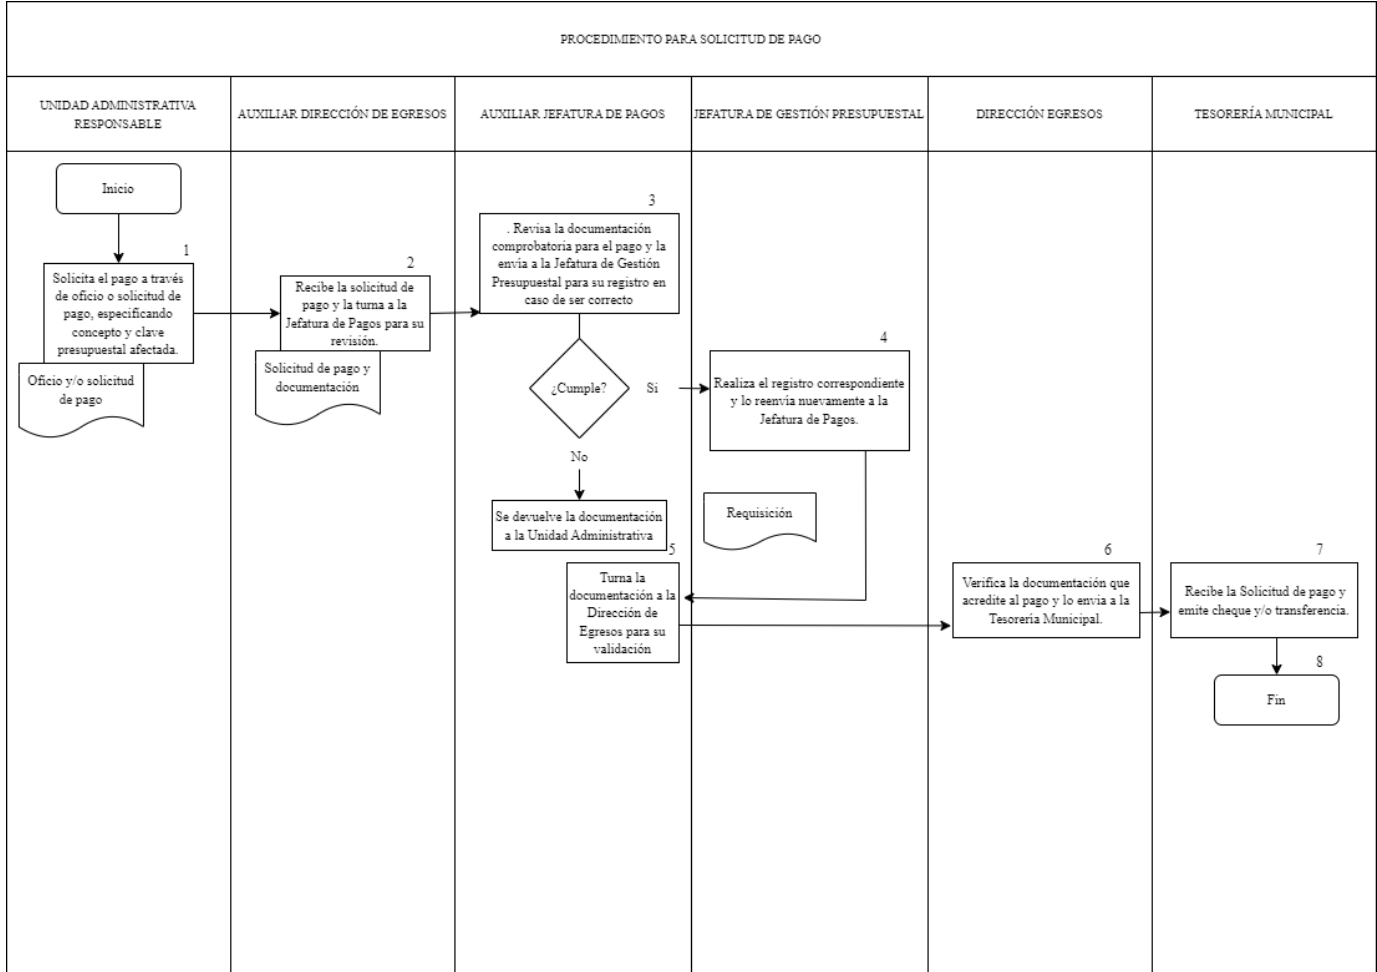 PROCEDIMIENTO PARA SOLICITUD DE PAGO
UNIDAD ADMINISTRATIVA
RESPONSABLE
AUXILIAR DIRECCIÓN DE EGRESOS
AUXILIAR JEFATURA DE PAGOS
JEFATURA DE GESTIÓN PRESUPUESTAL
DIRECCIÓN EGRESOS
TESORERÍA MUNICIPAL
Inicio
1
Solicita el pago a través
de oficio o solicitud de
pago, especificando
concepto y clave
presupuestal afectada.
Oficio y/o solicitud
de pago
2
Recibe la solicitud de
pago y la turna a la
Jefatura de Pagos para su
revisión.
Solicitud de pago y
documentación
3
. Revisa la documentación
comprobatoria para el pago y la
envía a la Jefatura de Gestión
Presupuestal para su registro en
caso de ser correcto
¿Cumple?
Si
No
Se devuelve la documentación
a la Unidad Administrativa
4
Realiza el registro correspondiente
y lo reenvía nuevamente a la
Jefatura de Pagos.
Requisición
5
Turna la
documentación a la
Dirección de
Egresos para su
validación
6
Verifica la documentación que
acredite al pago y lo envia a la
Tesorería Municipal.
7
Recibe la Solicitud de pago y
emite cheque y/o transferencia.
8
Fin